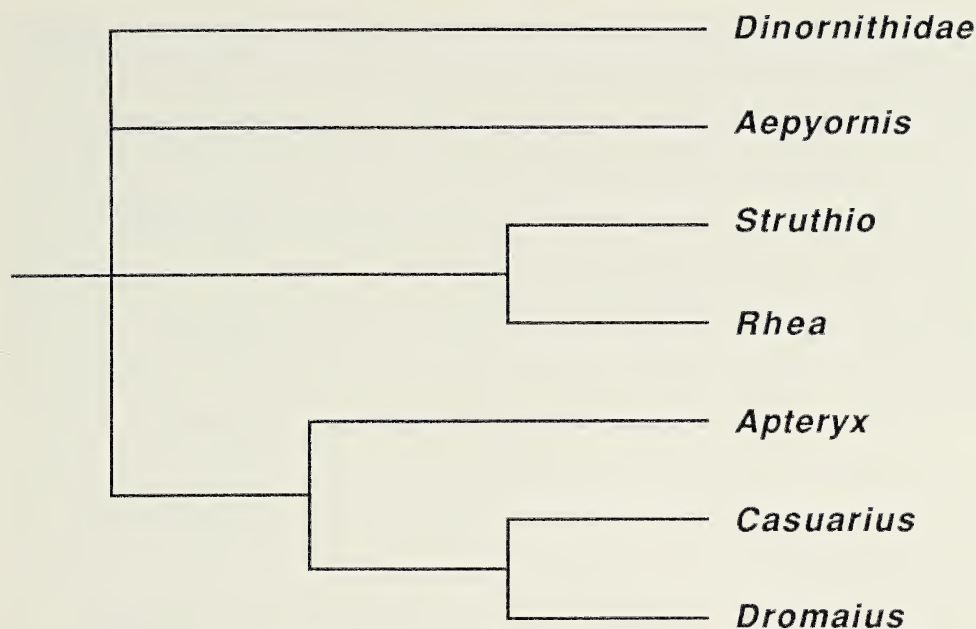 Dinornithidae
Aepyornis
Struthio
Rhea
Apteryx
Casuarius
Dromaius